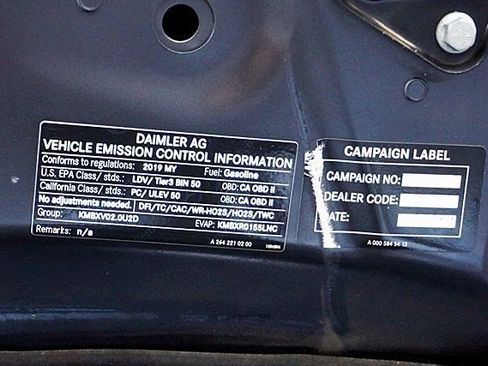 DAIMLER AG
VEHICLE EMISSION CONTROL INFORMATION
Conforms to regulations: 2019 MY Fuel: Gasoline
U.S. EPA Class/ stds.: LDV/ Tier3 BIN 50 OBD: CA OBD II
California Class/ stds.: PC/ ULEV 50 OBD: CA OBD II
No adjustments needed. DFI/TC/CAC/WR-HO2S/HO2S/TWC
Group: KMBXV02.0U2D EVAP: KMBXR0155LNC
Remarks: n/a
A 264 221 02 00
CAMPAIGN LABEL
CAMPAIGN NO:
DEALER CODE:
DATE:
A 000 584 54 13